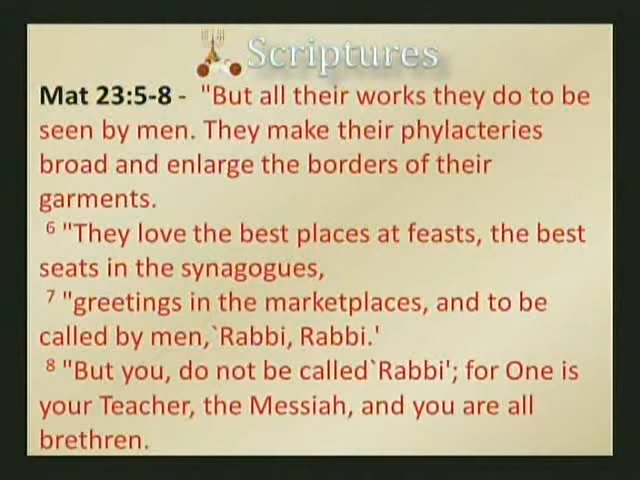 Scriptures
Mat 23:5-8 - "But all their works they do to be
seen by men. They make their phylacteries
broad and enlarge the borders of their
garments.
6 "They love the best places at feasts, the best
seats in the synagogues,
7 "greetings in the marketplaces, and to be
called by men,`Rabbi, Rabbi.'
8 "But you, do not be called`Rabbi'; for One is
your Teacher, the Messiah, and you are all
brethren.